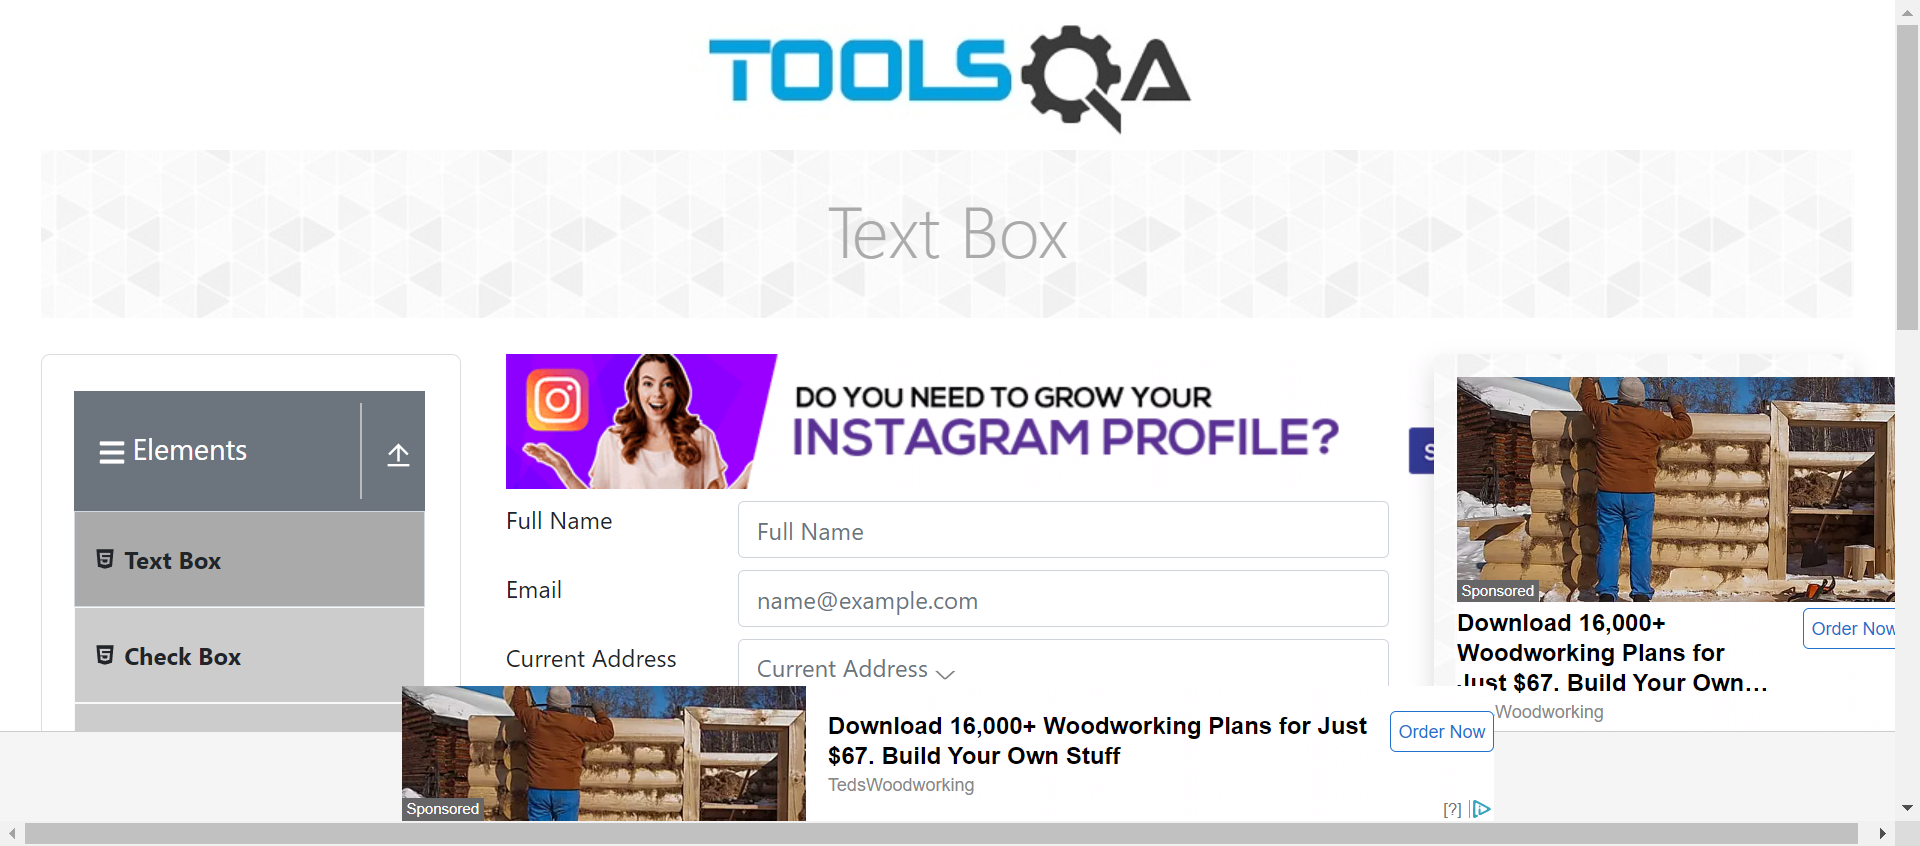 TOOLSQA
Text Box
Elements
Text Box
Check Box
DO YOU NEED TO GROW YOUR
INSTAGRAM PROFILE?
S
Full Name
Full Name
Email
name@example.com
Current Address
Current Address
Sponsored
Download 16,000+
Woodworking Plans for
Just $67. Build Your Own...
Woodworking
Order Now
Sponsored
Download 16,000+ Woodworking Plans for Just
$67. Build Your Own Stuff
TedsWoodworking
Order Now
[?]